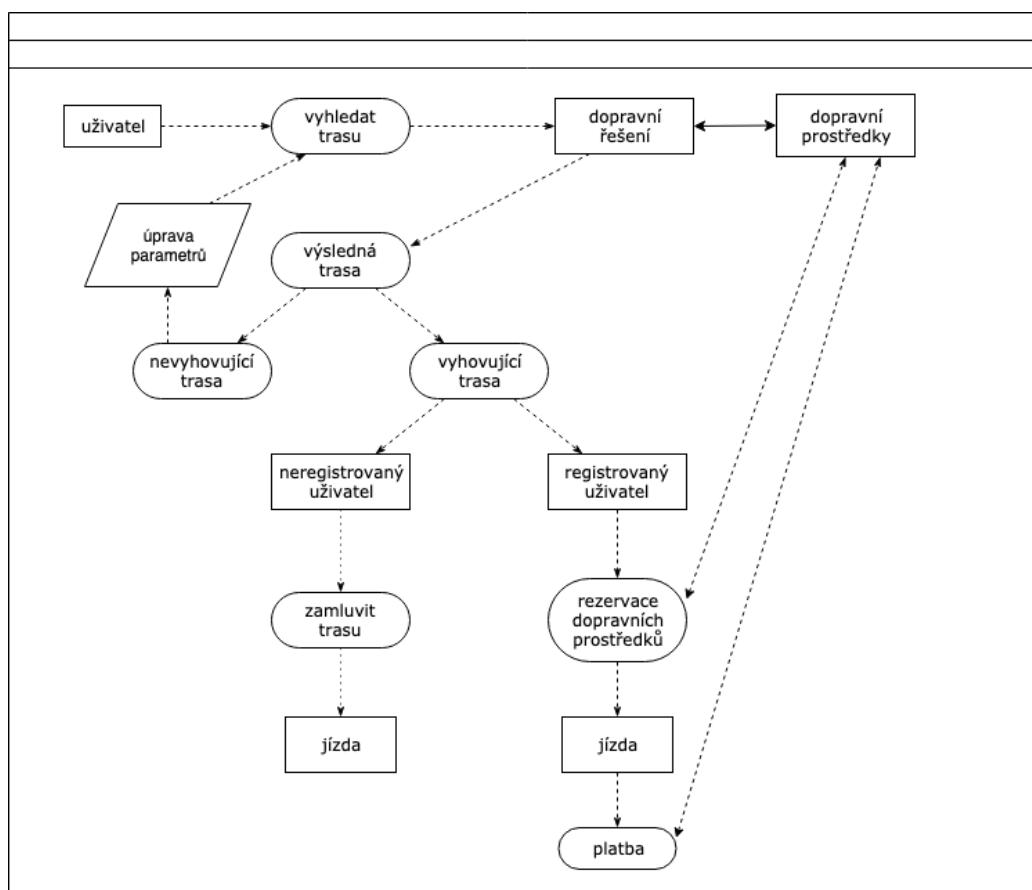 uživatel
vyhledat
trasu
dopravní
řešení
dopravní
prostředky
úprava
parametrů
výsledná
trasa
nevyhovující
trasa
vyhovující
trasa
neregistrovaný
uživatel
registrovaný
uživatel
zamluvit
trasu
rezervace
dopravních
prostředků
jízda
jízda
platba